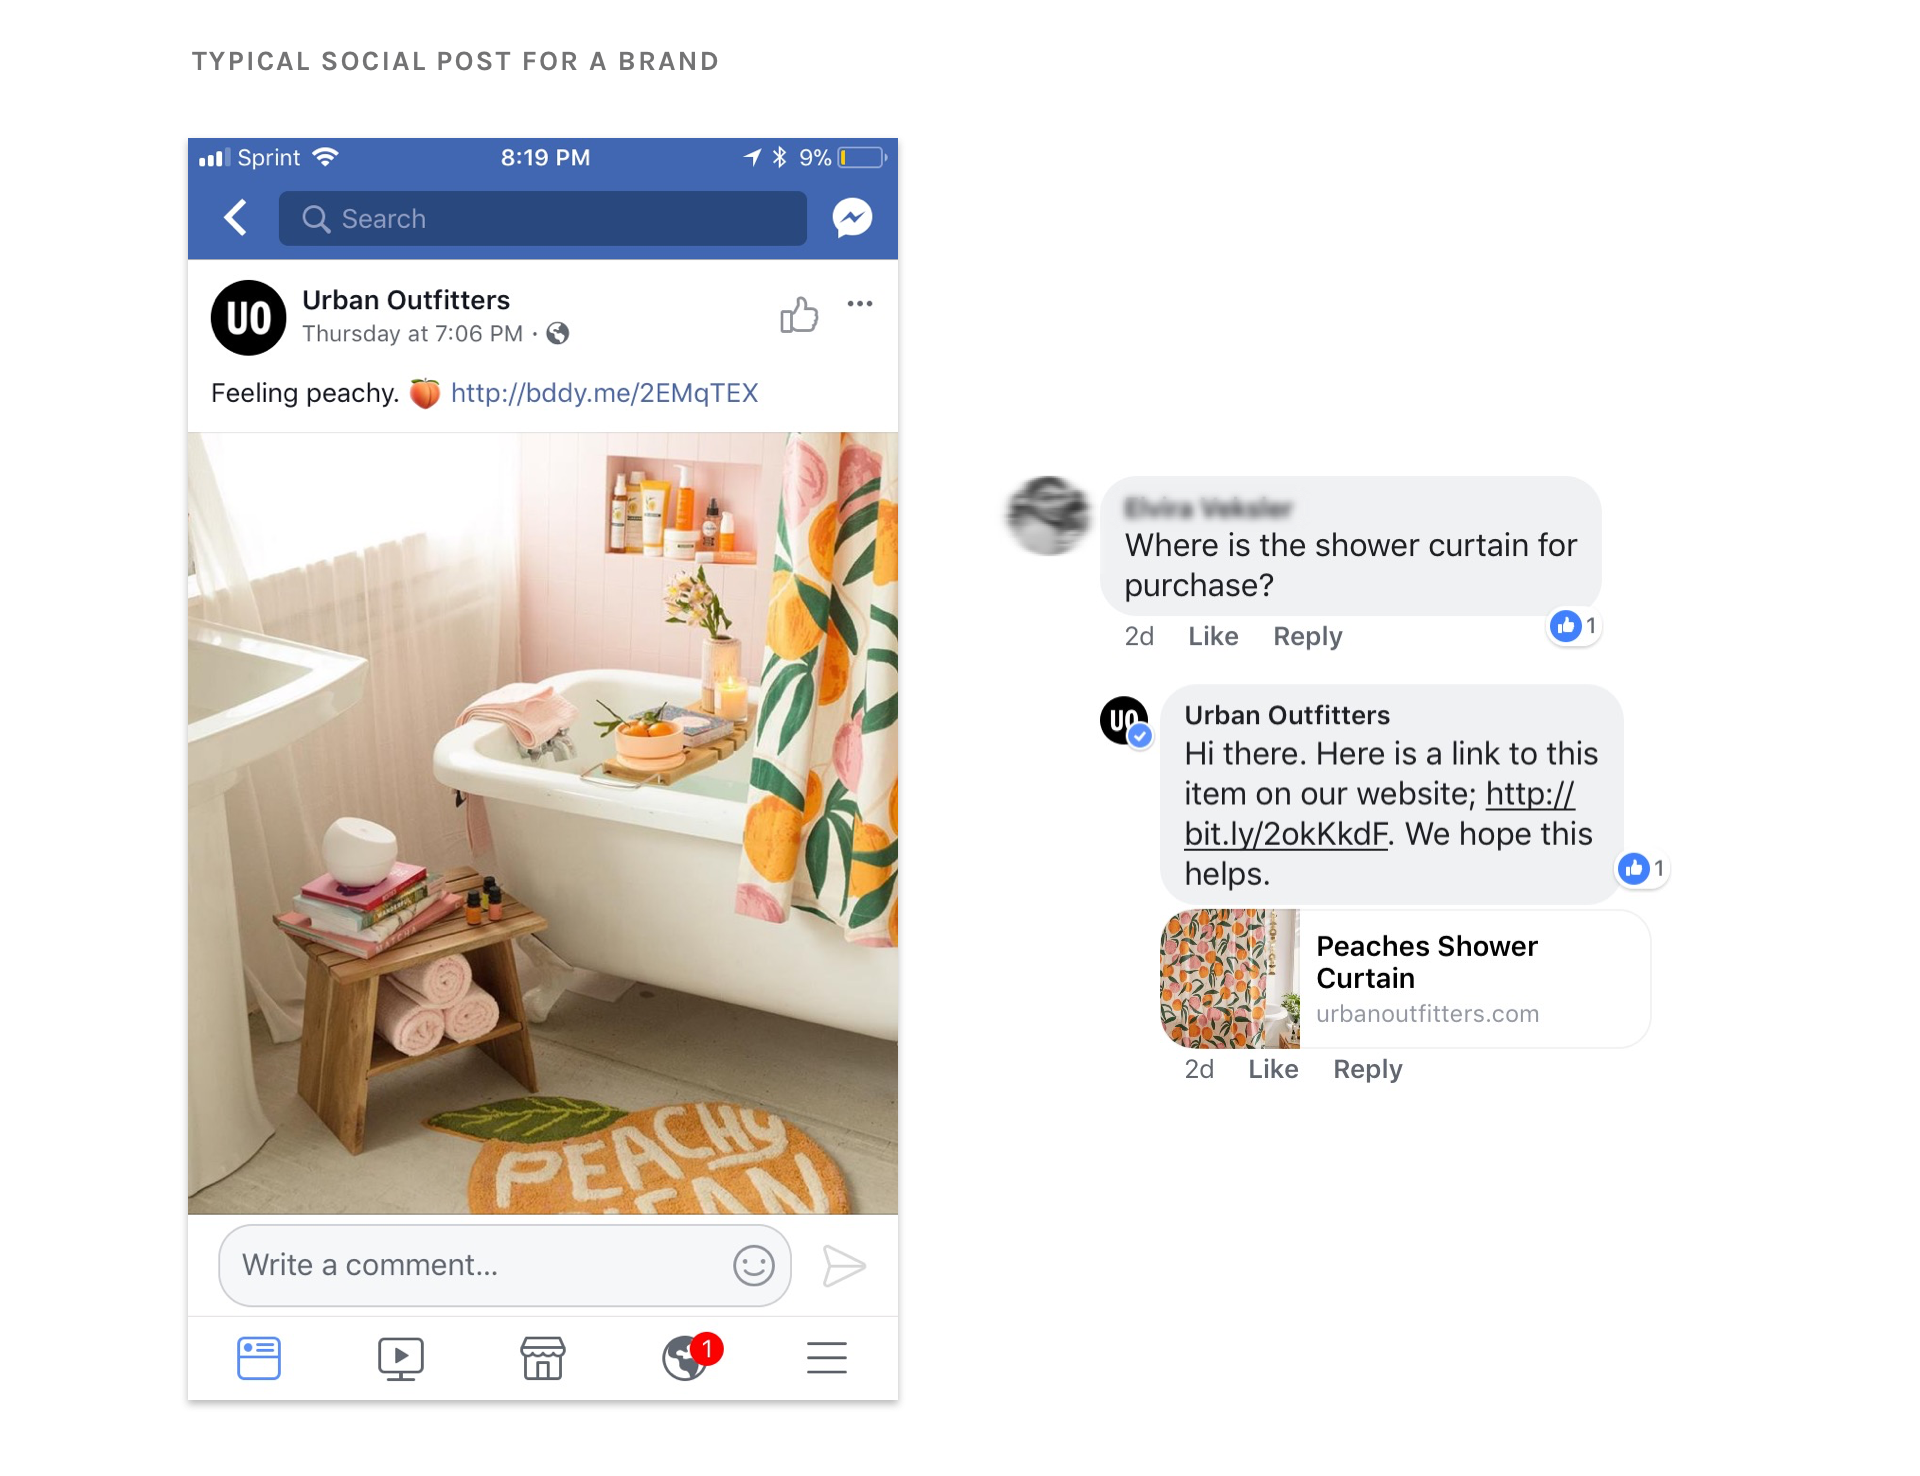 TYPICAL SOCIAL POST FOR A BRAND
Sprint
8:19 PM
9%
Search
UO
Urban Outfitters
Thursday at 7:06 PM ·
Feeling peachy. 🍑 http://bddy.me/2EMqTEX
WANDERFUL
MATCHA
PEACHY
CLEAN
Write a comment...
1
Where is the shower curtain for
purchase?
2d Like Reply
1
UO
Urban Outfitters
Hi there. Here is a link to this
item on our website; http://
bit.ly/2okKkdF. We hope this
helps.
1
Peaches Shower
Curtain
urbanoutfitters.com
2d Like Reply